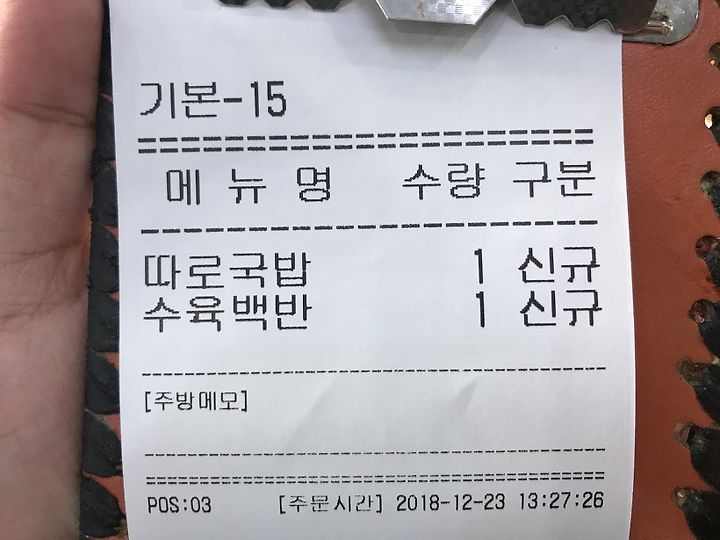 기본-15
메 뉴 명 수량 구분
따로국밥 1 신규
수육백반 1 신규
[주방메모]
POS:03 [주문시간] 2018-12-23 13:27:26